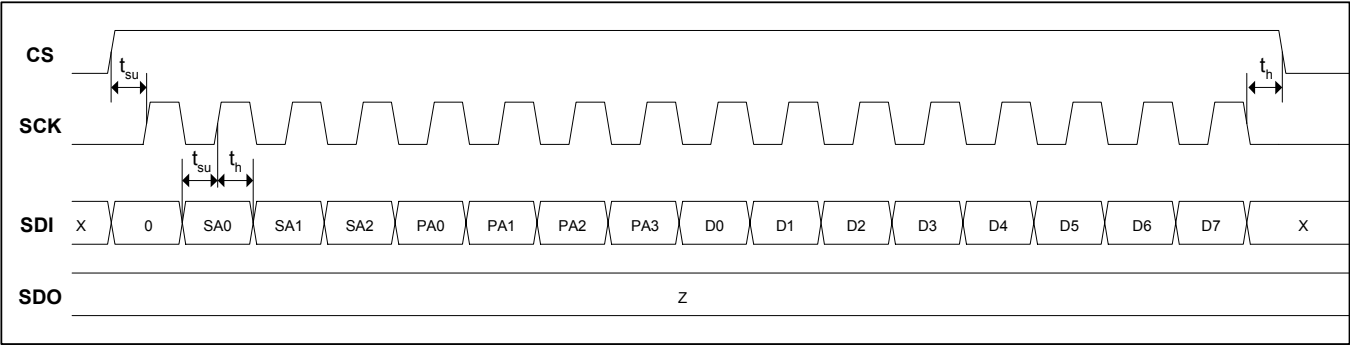 CS
t_su
t_h
SCK
t_su t_h
SDI X 0 SA0 SA1 SA2 PA0 PA1 PA2 PA3 D0 D1 D2 D3 D4 D5 D6 D7 X
SDO Z